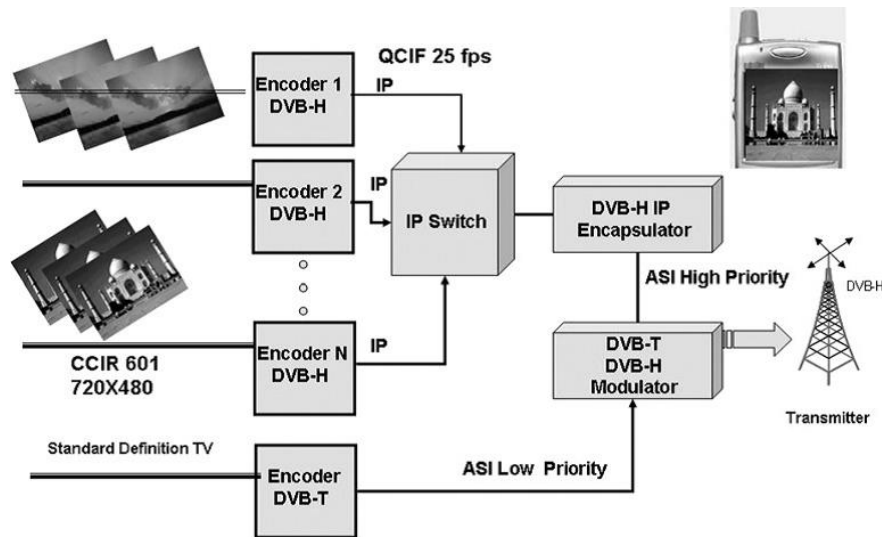 QCIF 25 fps
Encoder 1
DVB-H
IP
Encoder 2
DVB-H
IP
IP Switch
DVB-H IP
Encapsulator
ASI High Priority
DVB-H
Encoder N
DVB-H
IP
CCIR 601
720X480
DVB-T
DVB-H
Modulator
Transmitter
Standard Definition TV
Encoder
DVB-T
ASI Low Priority